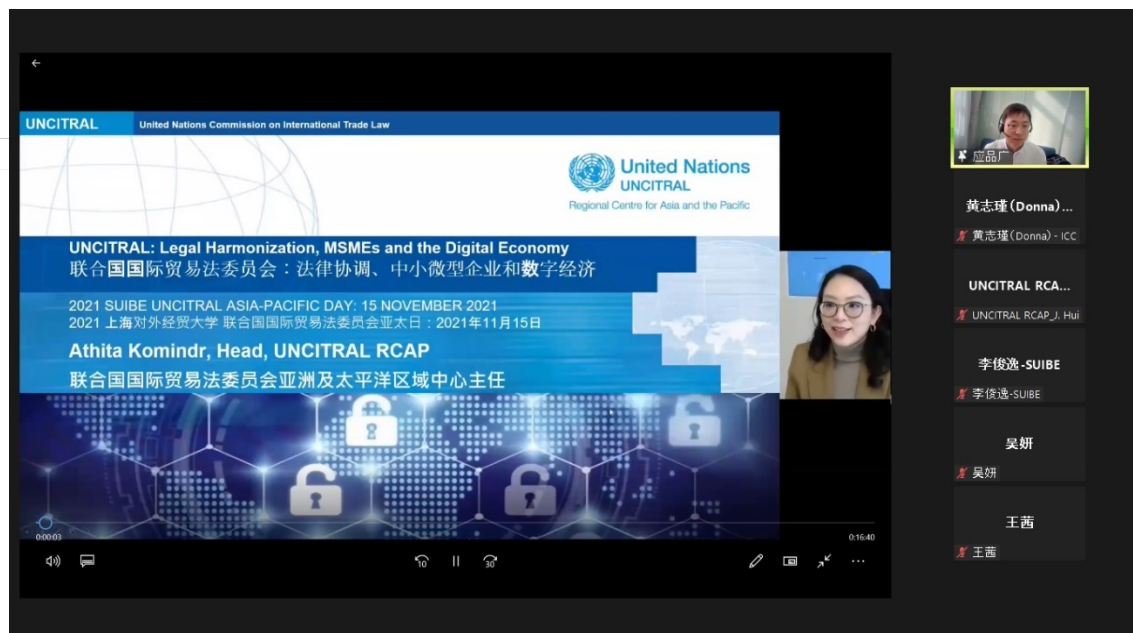 UNCITRAL
United Nations Commission on International Trade Law
United Nations
UNCITRAL
Regional Centre for Asia and the Pacific
UNCITRAL: Legal Harmonization, MSMEs and the Digital Economy
联合国国际贸易法委员会：法律协调、中小微型企业和数字经济
2021 SUIBE UNCITRAL ASIA-PACIFIC DAY: 15 NOVEMBER 2021
2021 上海对外经贸大学 联合国国际贸易法委员会亚太日：2021年11月15日
Athita Komindr, Head, UNCITRAL RCAP
联合国国际贸易法委员会亚洲及太平洋区域中心主任
0:00:03
0:16:40
10
30
应品广
黄志瑾(Donna)...
黄志瑾(Donna) - ICC
UNCITRAL RCA...
UNCITRAL RCAP_J. Hui
李俊逸-SUIBE
李俊逸-SUIBE
吴妍
吴妍
王茜
王茜